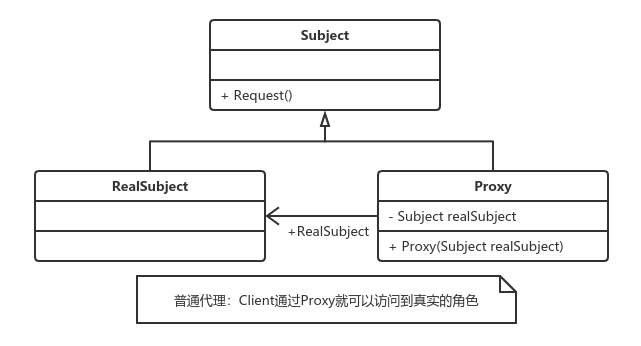 Subject
+ Request()
RealSubject
Proxy
- Subject realSubject
+RealSubject
+ Proxy(Subject realSubject)
普通代理：Client通过Proxy就可以访问到真实的角色